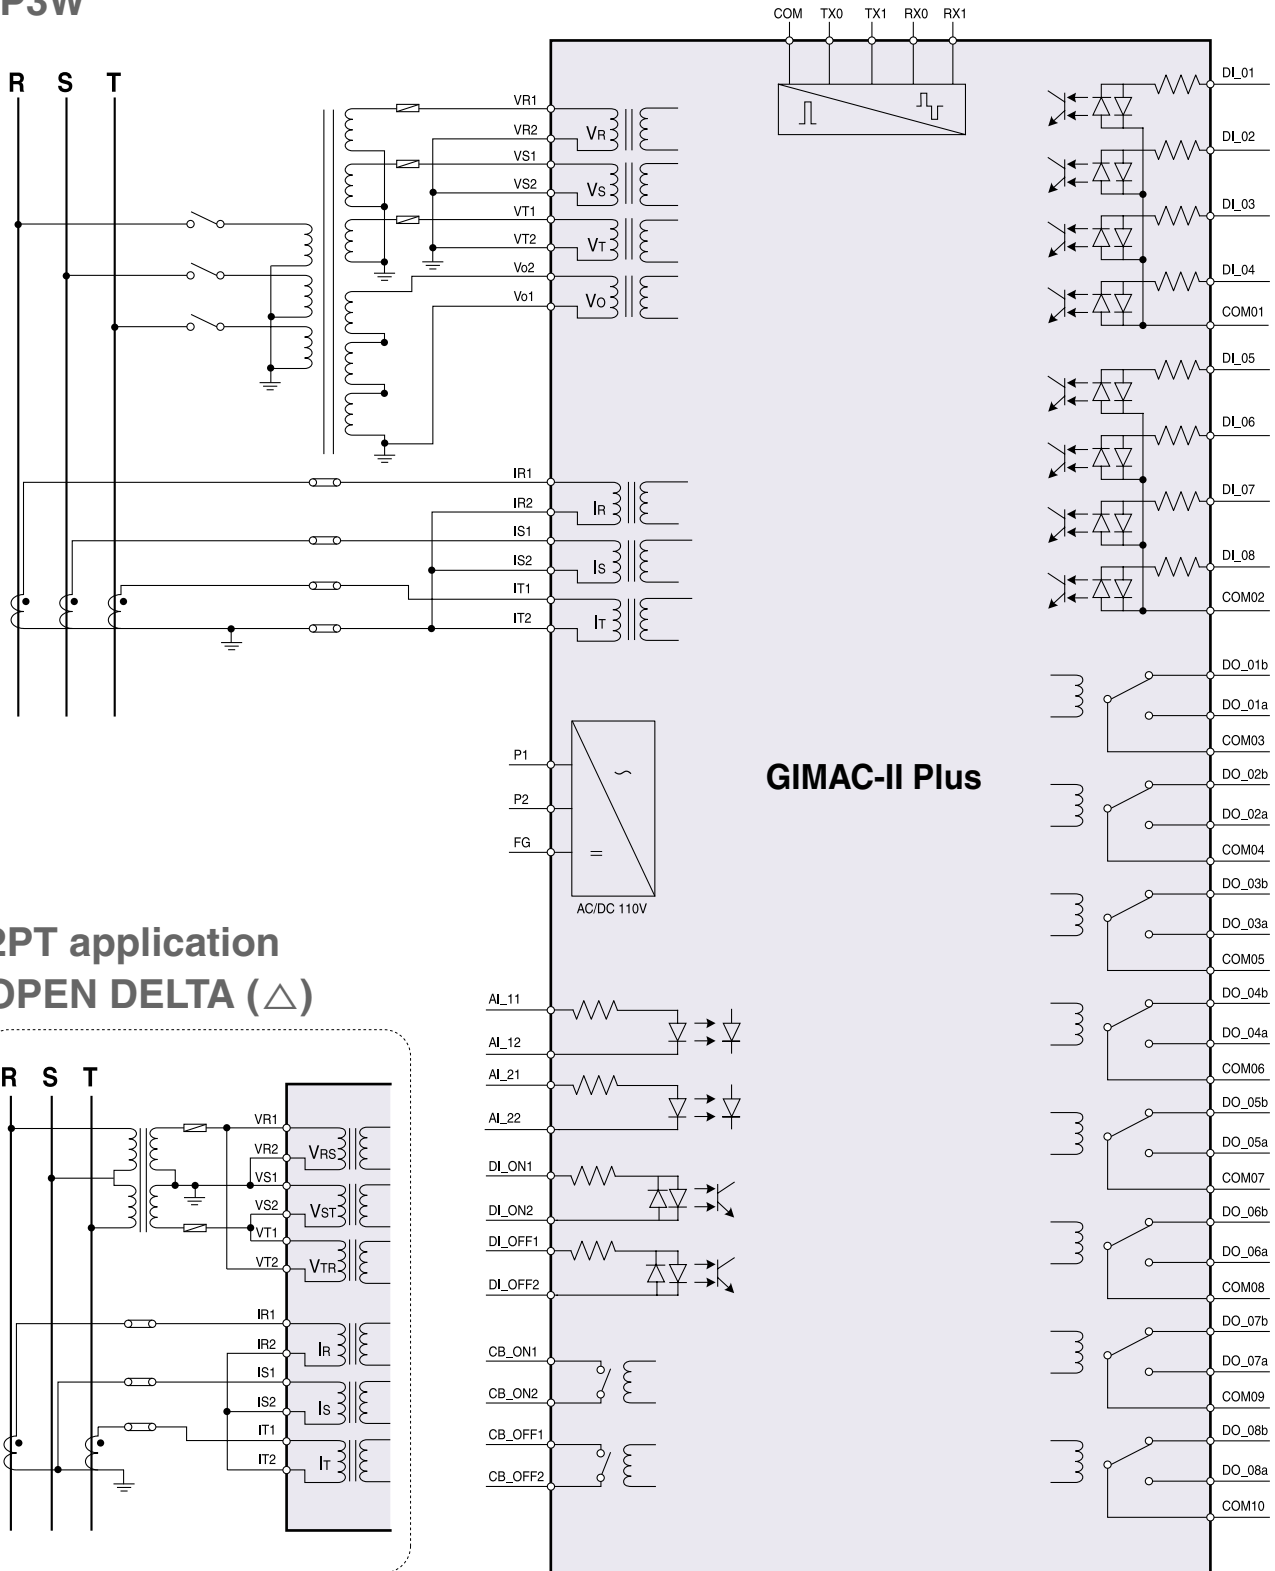 P3W
COM TX0 TX1 RX0 RX1
R S T
VR1
VR2
VS1
VS2
VT1
VT2
Vo2
Vo1
VR
VS
VT
VO
IR1
IR2
IS1
IS2
IT1
IT2
IR
IS
IT
P1
P2
FG
AC/DC 110V
GIMAC-II Plus
DI_01
DI_02
DI_03
DI_04
COM01
DI_05
DI_06
DI_07
DI_08
COM02
DO_01b
DO_01a
COM03
DO_02b
DO_02a
COM04
DO_03b
DO_03a
COM05
DO_04b
DO_04a
COM06
DO_05b
DO_05a
COM07
DO_06b
DO_06a
COM08
DO_07b
DO_07a
COM09
DO_08b
DO_08a
COM10
AI_11
AI_12
AI_21
AI_22
DI_ON1
DI_ON2
DI_OFF1
DI_OFF2
CB_ON1
CB_ON2
CB_OFF1
CB_OFF2
2PT application
OPEN DELTA (△)
R S T
VR1
VR2
VS1
VS2
VT1
VT2
VRS
VST
VTR
IR1
IR2
IS1
IS2
IT1
IT2
IR
IS
IT